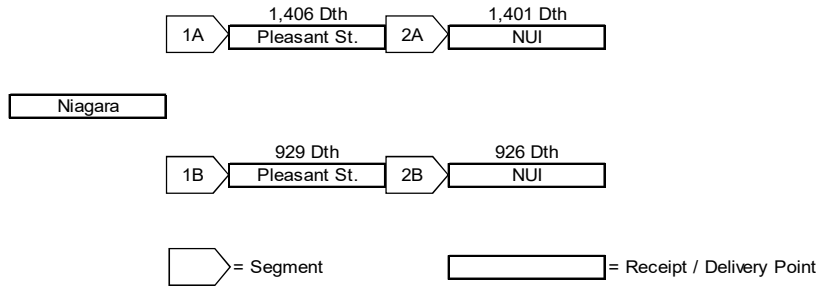 1,406 Dth 1,401 Dth
1A Pleasant St. 2A NUI
Niagara
929 Dth 926 Dth
1B Pleasant St. 2B NUI
= Segment = Receipt / Delivery Point